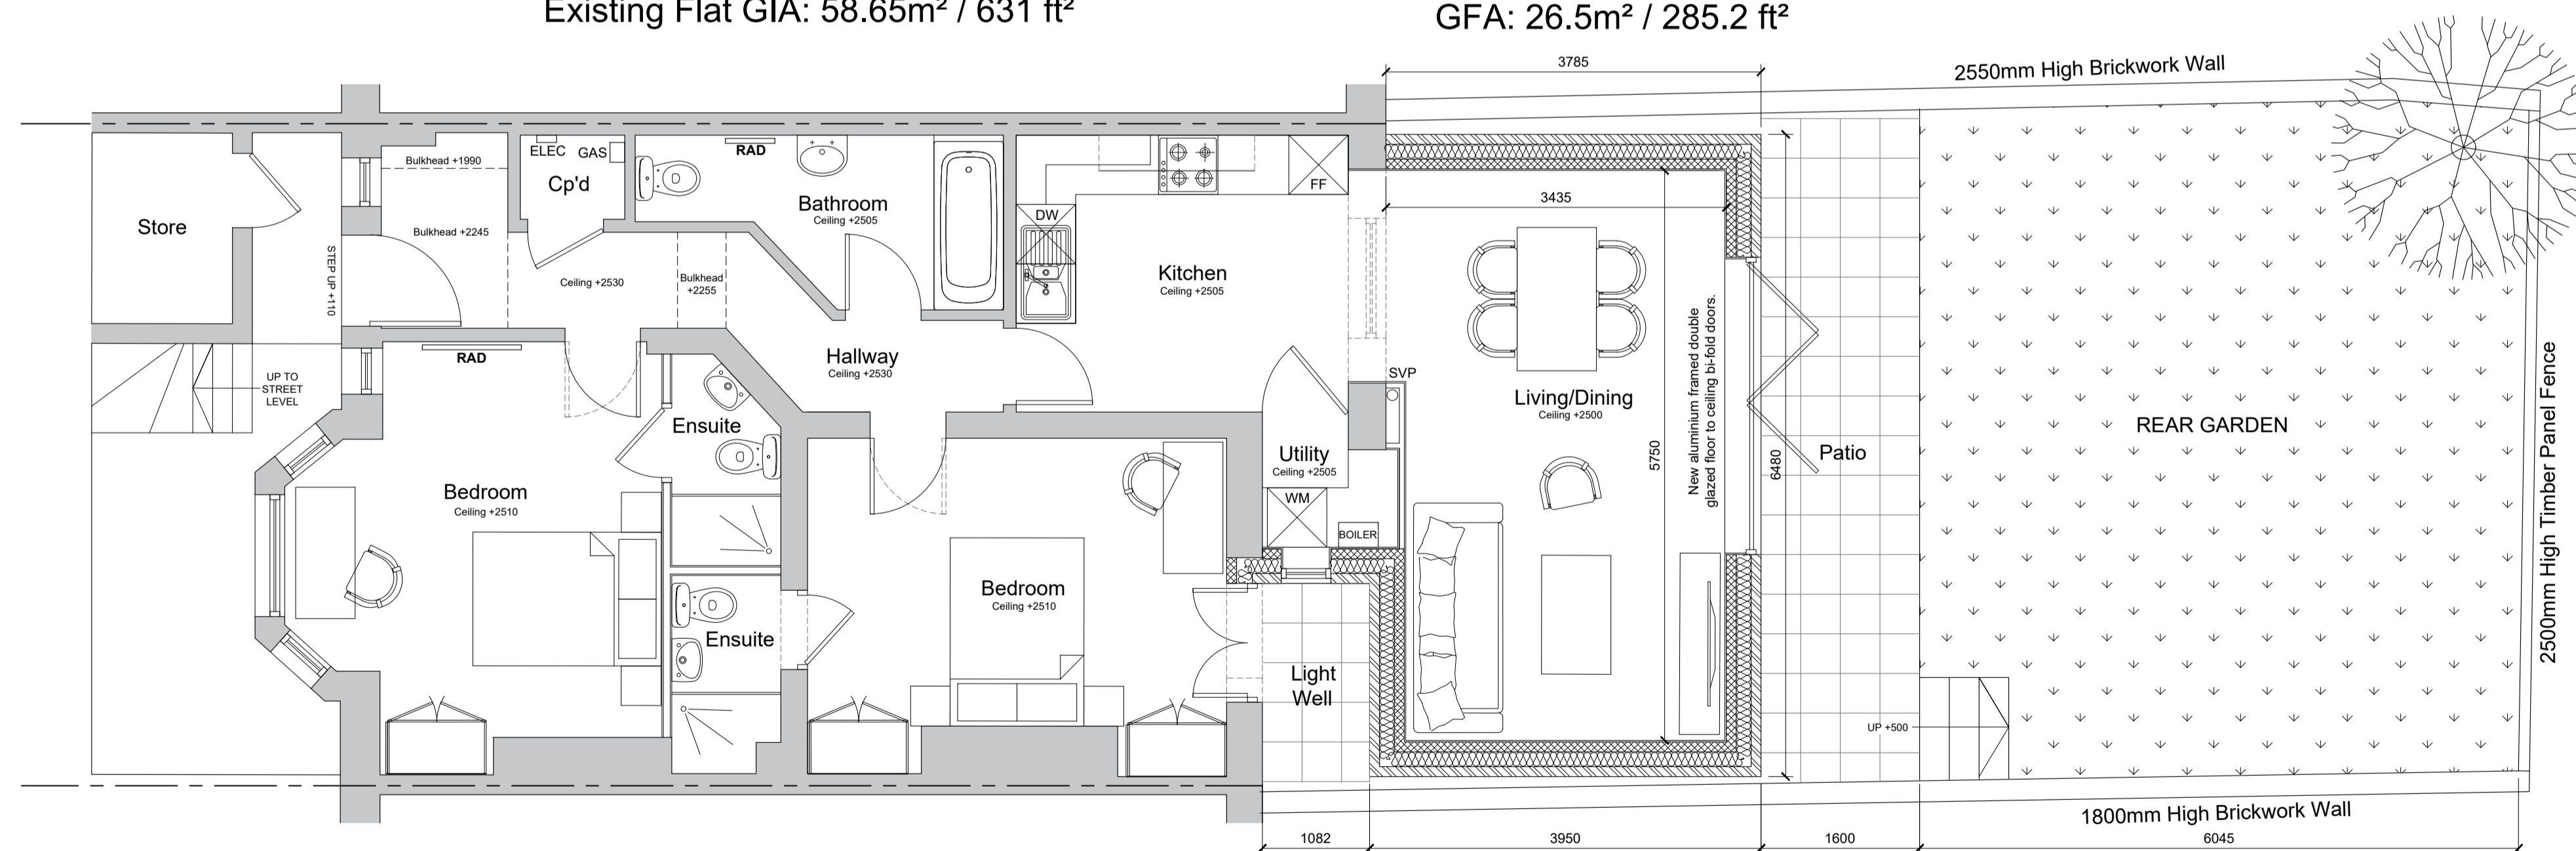 Existing Flat GIA: 58.65m² / 631 ft²
GFA: 26.5m² / 285.2 ft²
3785
2550mm High Brickwork Wall
Store
STEP UP +110
UP TO
STREET
LEVEL
Bulkhead +1990
Bulkhead +2245
ELEC
GAS
Cp'd
Ceiling +2530
Bulkhead
+2255
RAD
Bathroom
Ceiling +2505
Hallway
Ceiling +2530
DW
FF
Kitchen
Ceiling +2505
3435
SVP
Living/Dining
Ceiling +2500
5750
New aluminium framed double
glazed floor to ceiling bi-fold doors.
6480
Patio
REAR GARDEN
2500mm High Timber Panel Fence
RAD
Bedroom
Ceiling +2510
Ensuite
Ensuite
Bedroom
Ceiling +2510
Utility
Ceiling +2505
WM
BOILER
Light
Well
UP +500
1800mm High Brickwork Wall
1082
3950
1600
6045